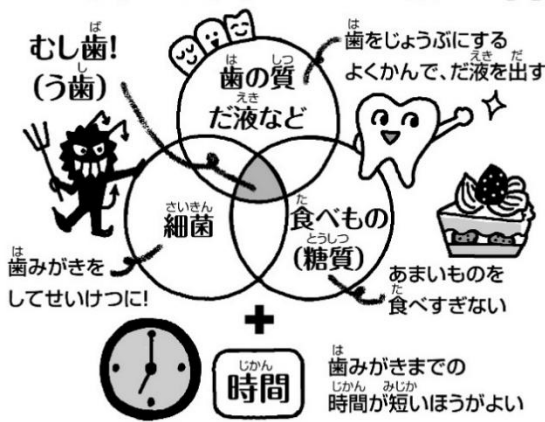 むし歯!
(う歯)
歯の質
だ液など
歯をじょうぶにする
よくかんで、だ液を出す
細菌
食べもの
(糖質)
歯みがきを
してせいけつに!
あまいものを
食べすぎない
+
時間
歯みがきまでの
時間が短いほうがよい